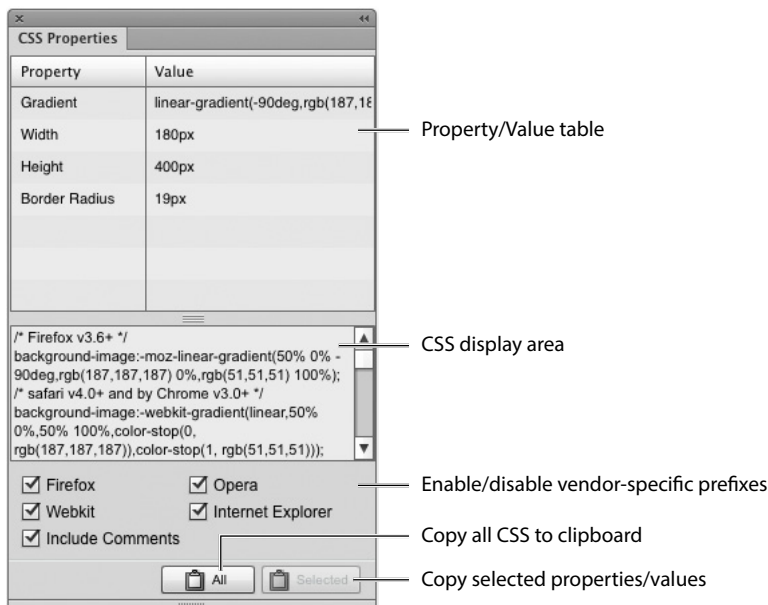 CSS Properties
Property Value
Gradient linear-gradient(-90deg,rgb(187,18
Width 180px
Property/Value table
Height 400px
Border Radius 19px
/* Firefox v3.6+ */
background-image:-moz-linear-gradient(50% 0% -
90deg,rgb(187,187,187) 0%,rgb(51,51,51) 100%);
/* safari v4.0+ and by Chrome v3.0+ */
background-image:-webkit-gradient(linear,50%
0%,50% 100%,color-stop(0,
rgb(187,187,187)),color-stop(1, rgb(51,51,51)));
CSS display area
Firefox Opera
Webkit Internet Explorer
Include Comments
Enable/disable vendor-specific prefixes
All Selected
Copy all CSS to clipboard
Copy selected properties/values